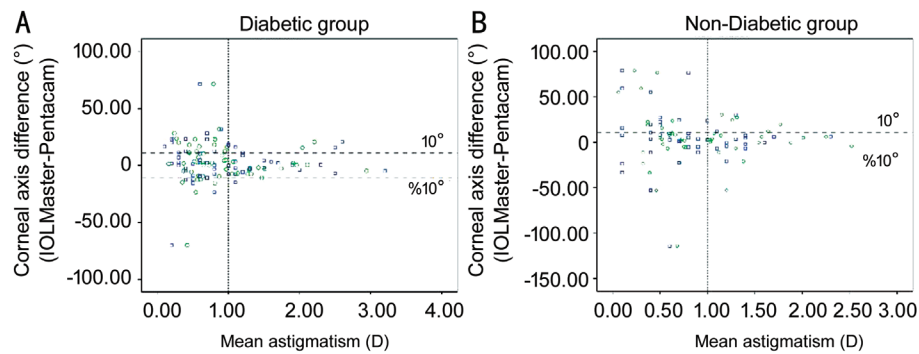 A
Diabetic group
100.00
50.00
0
-50.00
-100.00
Corneal axis difference (°)
(IOLMaster-Pentacam)
10°
%10°
0.00 1.00 2.00 3.00 4.00
Mean astigmatism (D)
B
Non-Diabetic group
100.00
50.00
0
-50.00
-100.00
-150.00
Corneal axis difference (°)
(IOLMaster-Pentacam)
10°
%10°
0.00 0.50 1.00 1.50 2.00 2.50 3.00
Mean astigmatism (D)